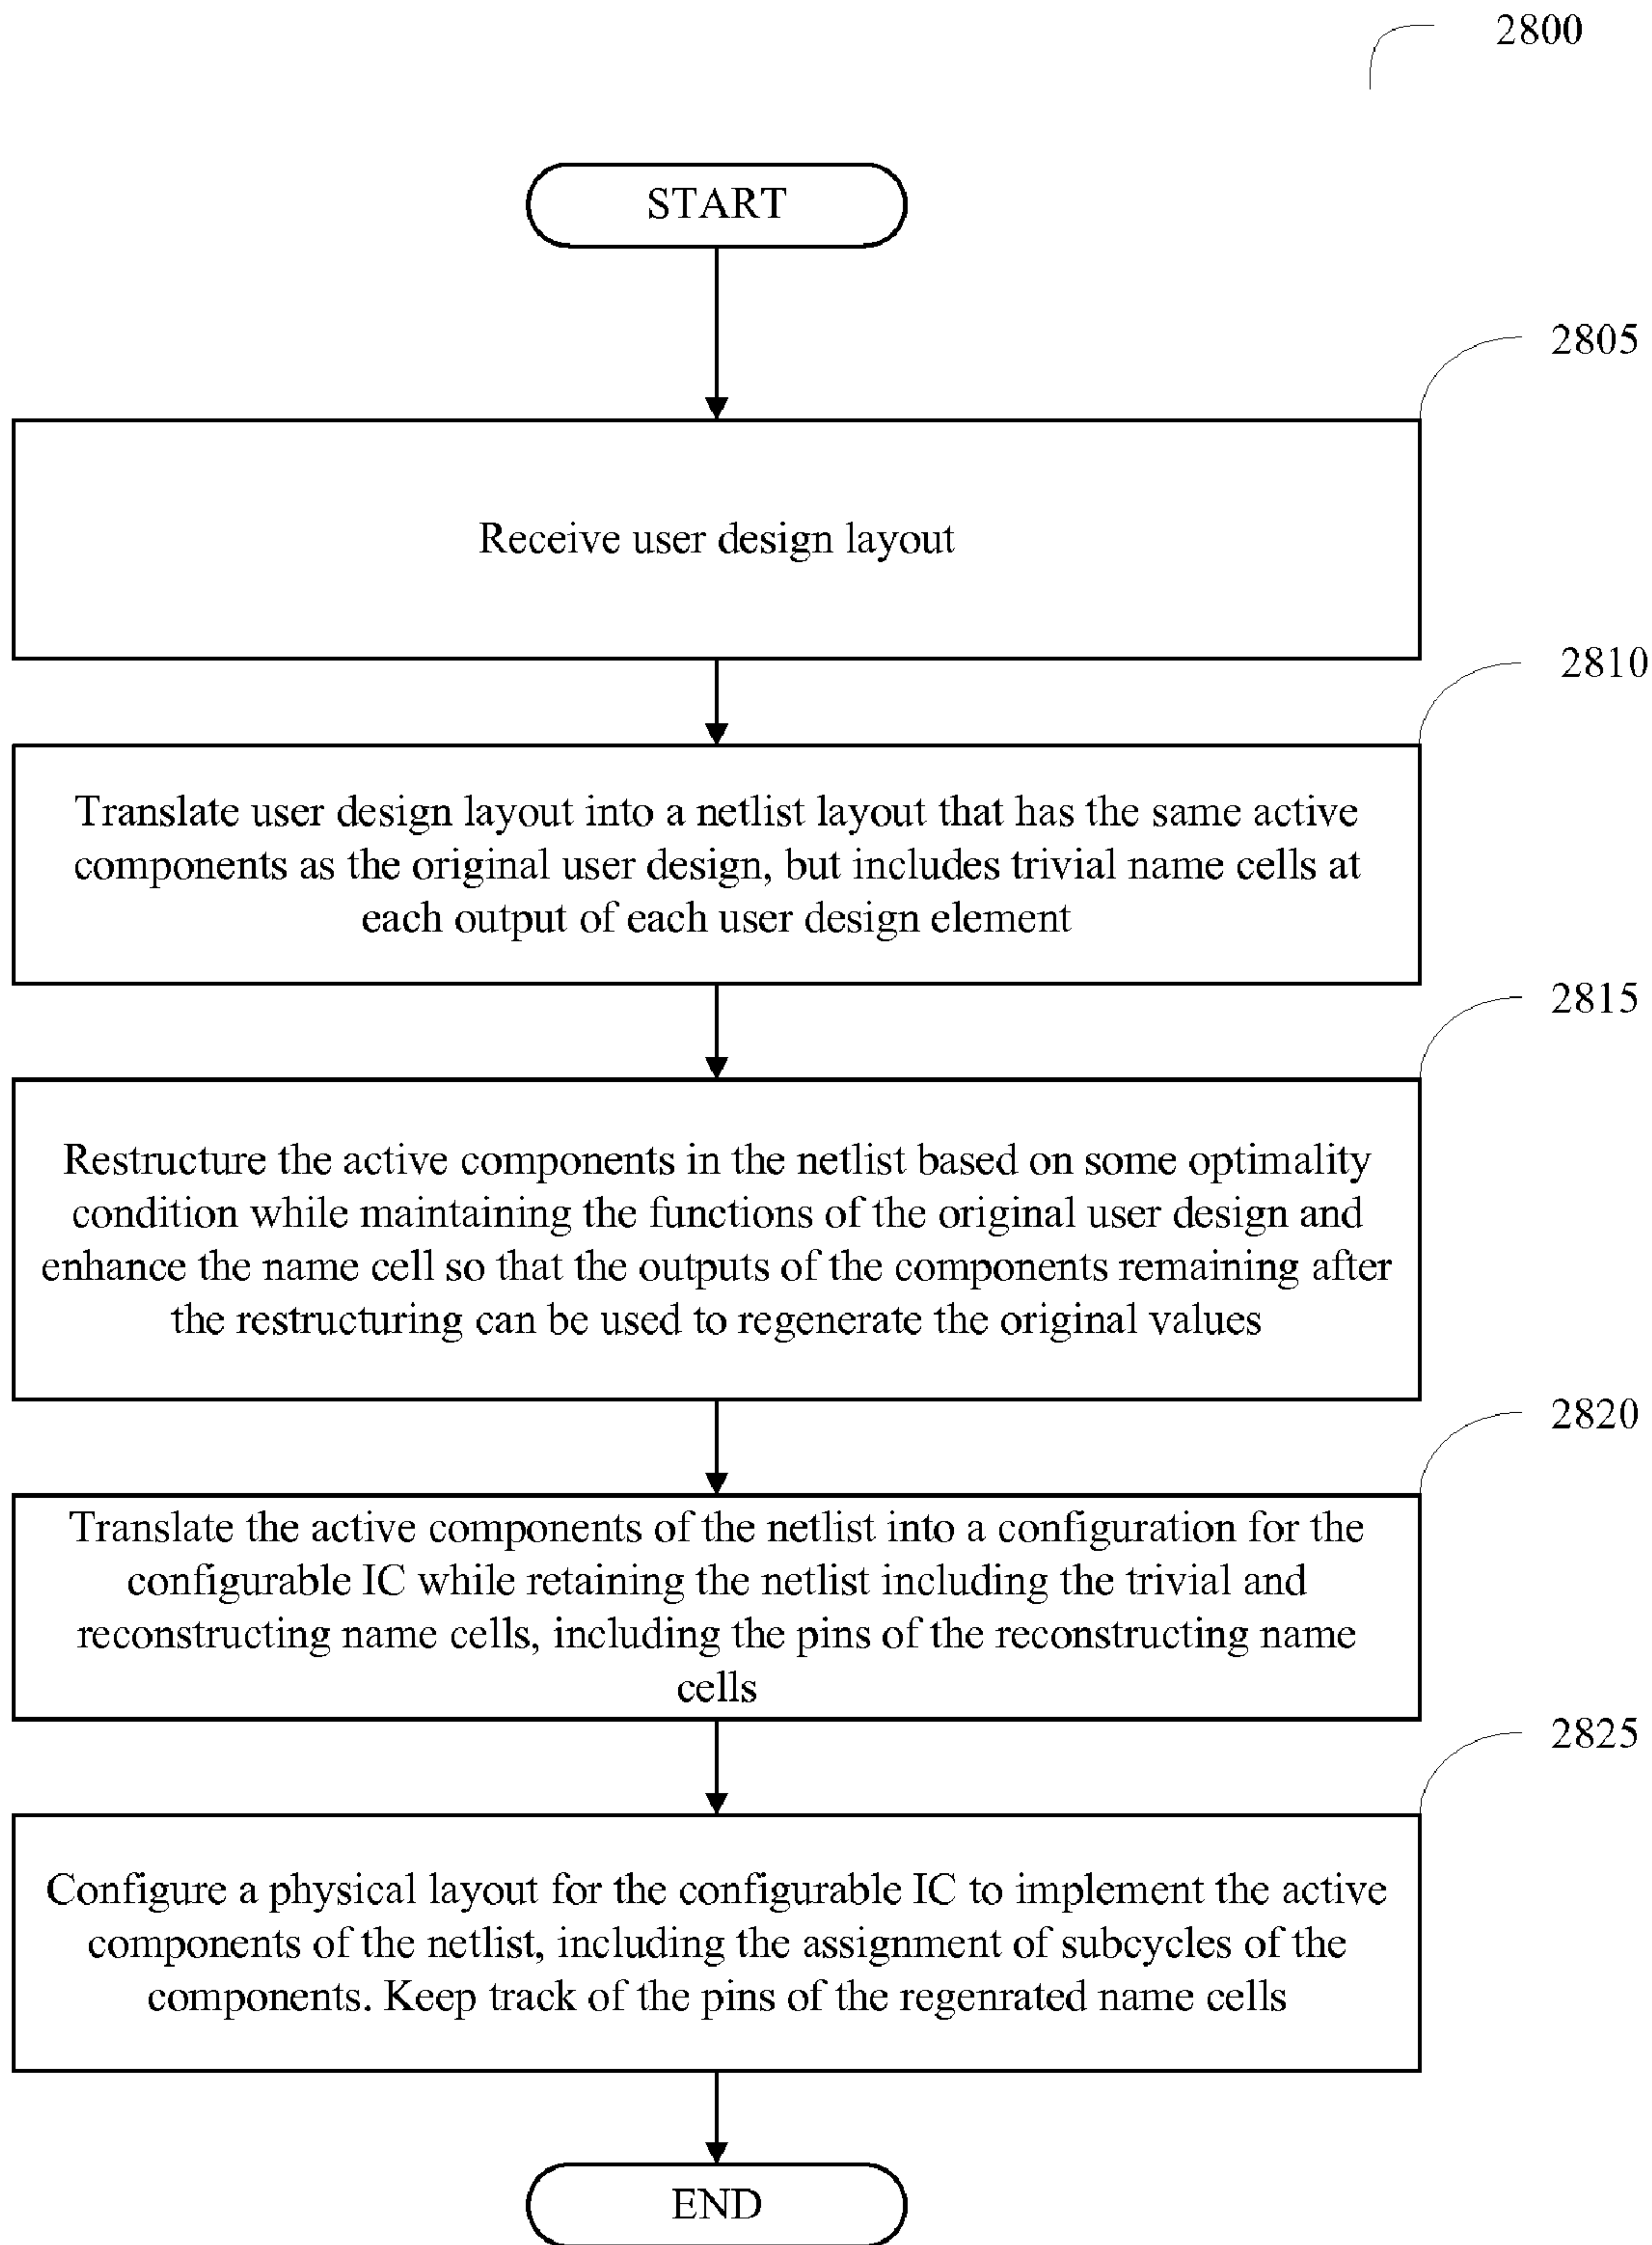 2800
START
2805
Receive user design layout
2810
Translate user design layout into a netlist layout that has the same active
components as the original user design, but includes trivial name cells at
each output of each user design element
2815
Restructure the active components in the netlist based on some optimality
condition while maintaining the functions of the original user design and
enhance the name cell so that the outputs of the components remaining after
the restructuring can be used to regenerate the original values
2820
Translate the active components of the netlist into a configuration for the
configurable IC while retaining the netlist including the trivial and
reconstructing name cells, including the pins of the reconstructing name
cells
2825
Configure a physical layout for the configurable IC to implement the active
components of the netlist, including the assignment of subcycles of the
components. Keep track of the pins of the regenrated name cells
END